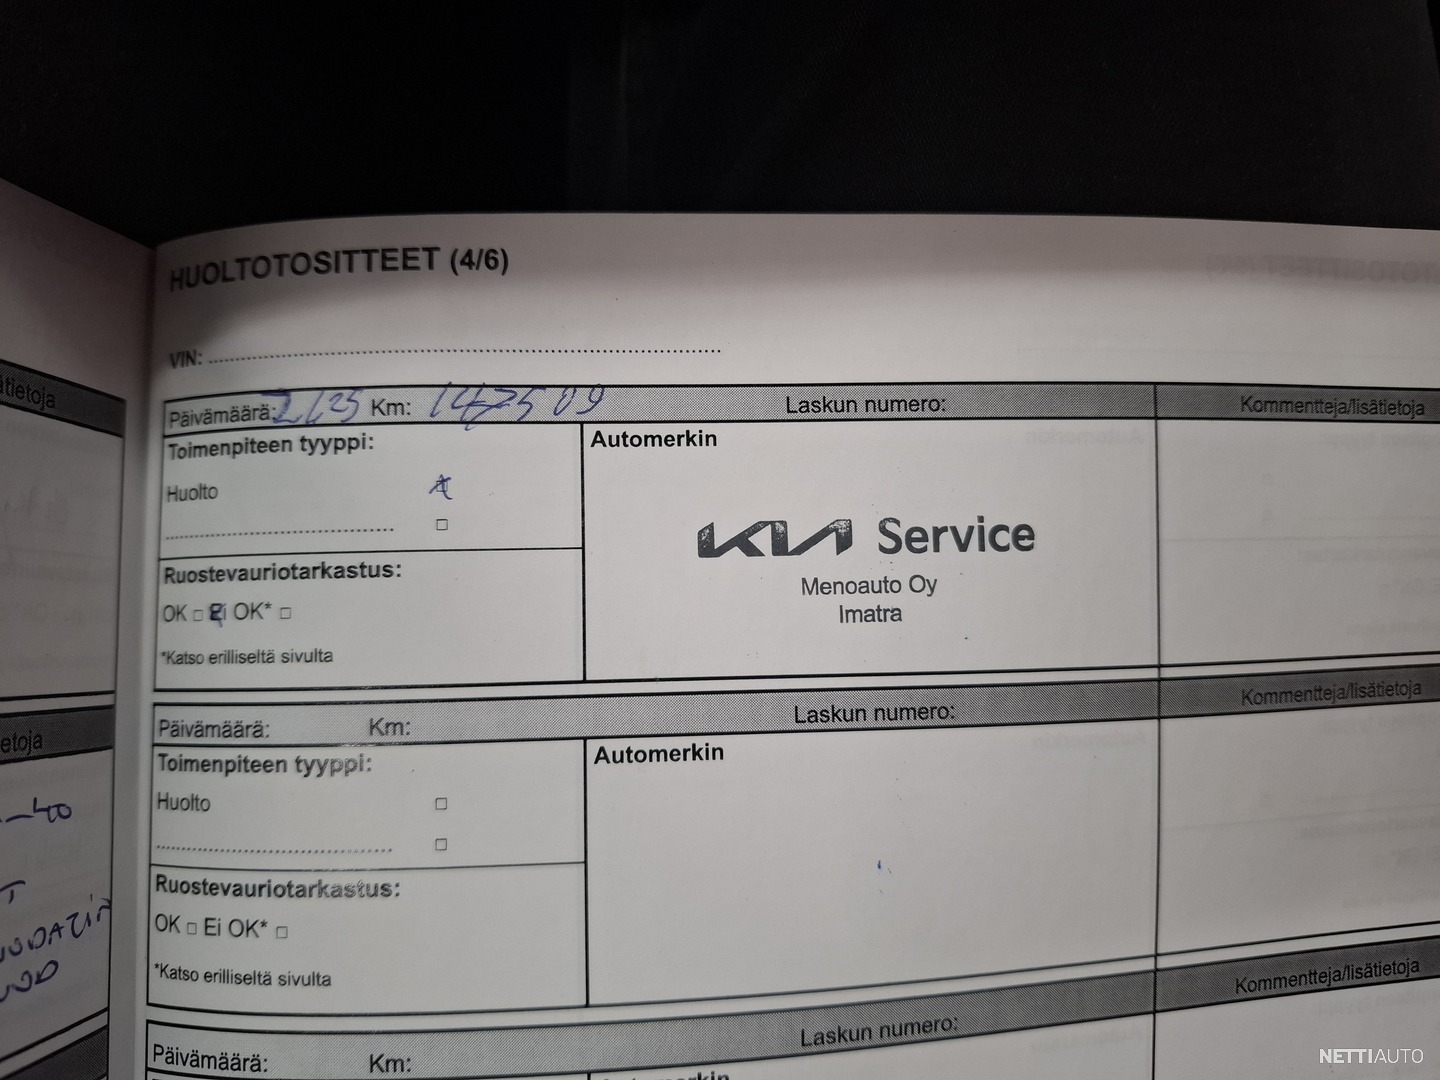 HUOLTOTOSITTEET (4/6)
VIN:
Päivämäärä: Km: Laskun numero: Kommentteja/lisätietoja
Toimenpiteen tyyppi:
Huolto
Automerkin
KIA Service
Menoauto Oy
Imatra
Ruostevauriotarkastus:
OK □ Ei OK* □
*Katso erilliseltä sivulta
Päivämäärä: Km: Laskun numero: Kommentteja/lisätietoja
Toimenpiteen tyyppi:
Huolto □
□
Automerkin
Ruostevauriotarkastus:
OK □ Ei OK* □
*Katso erilliseltä sivulta
Päivämäärä: Km: Laskun numero: Kommentteja/lisätietoja
Automerkin
NETTIAUTO